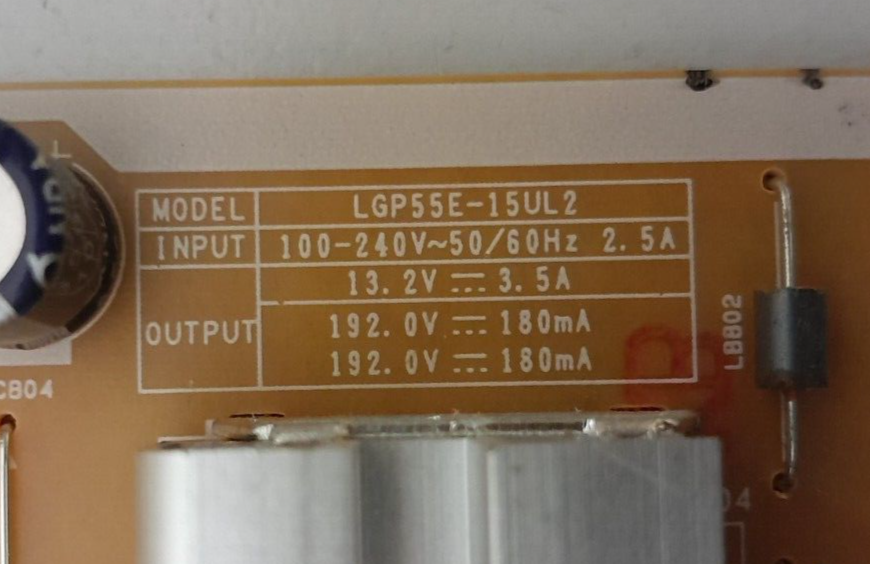 MODEL LGP55E-15UL2
INPUT 100-240V~50/60Hz 2.5A
OUTPUT 13.2V ⎓ 3.5A
192.0V ⎓ 180mA
192.0V ⎓ 180mA
LB802
C804